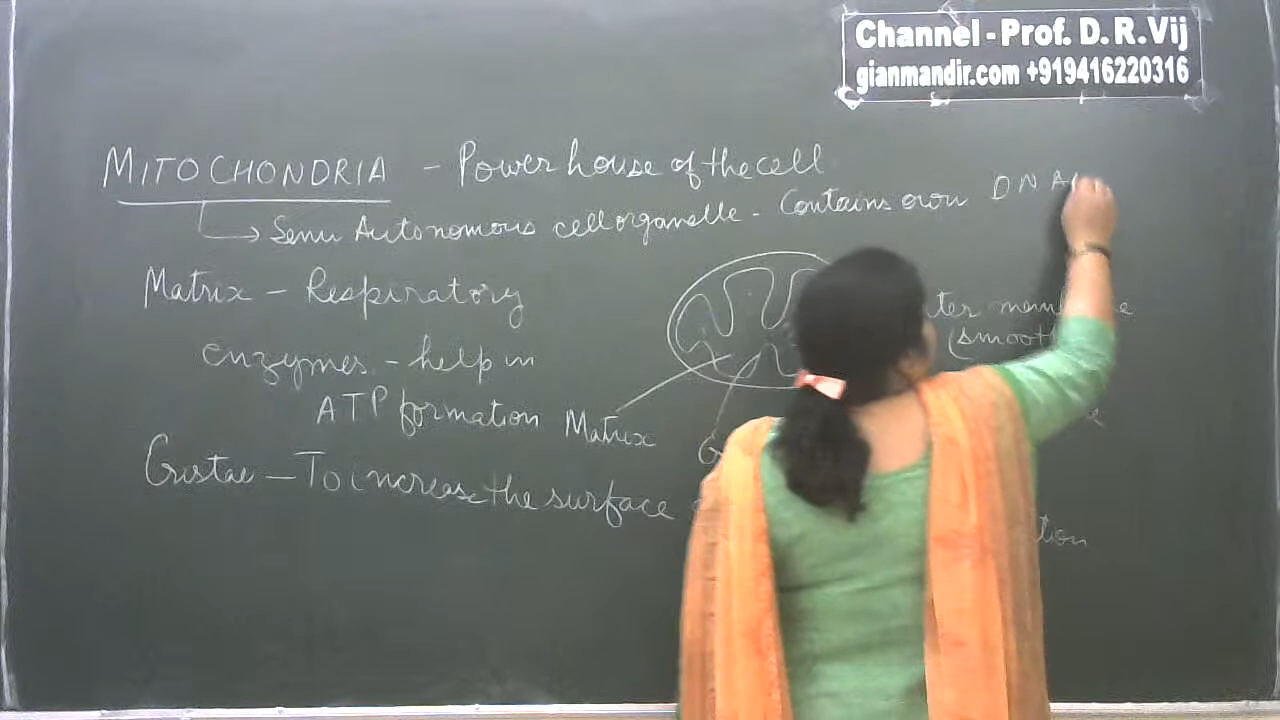 Channel - Prof. D. R. Vij
gianmandir.com +919416220316
MITOCHONDRIA - Power house of the cell
Semi Autonomous cell organelle - Contains own DNA
Matrix - Respiratory
enzymes - help in
ATP formation
Matrix
(smooth
Cristae - To increase the surface